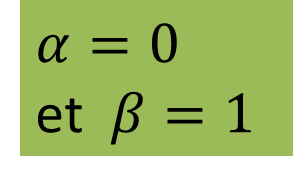 α = 0
et β = 1